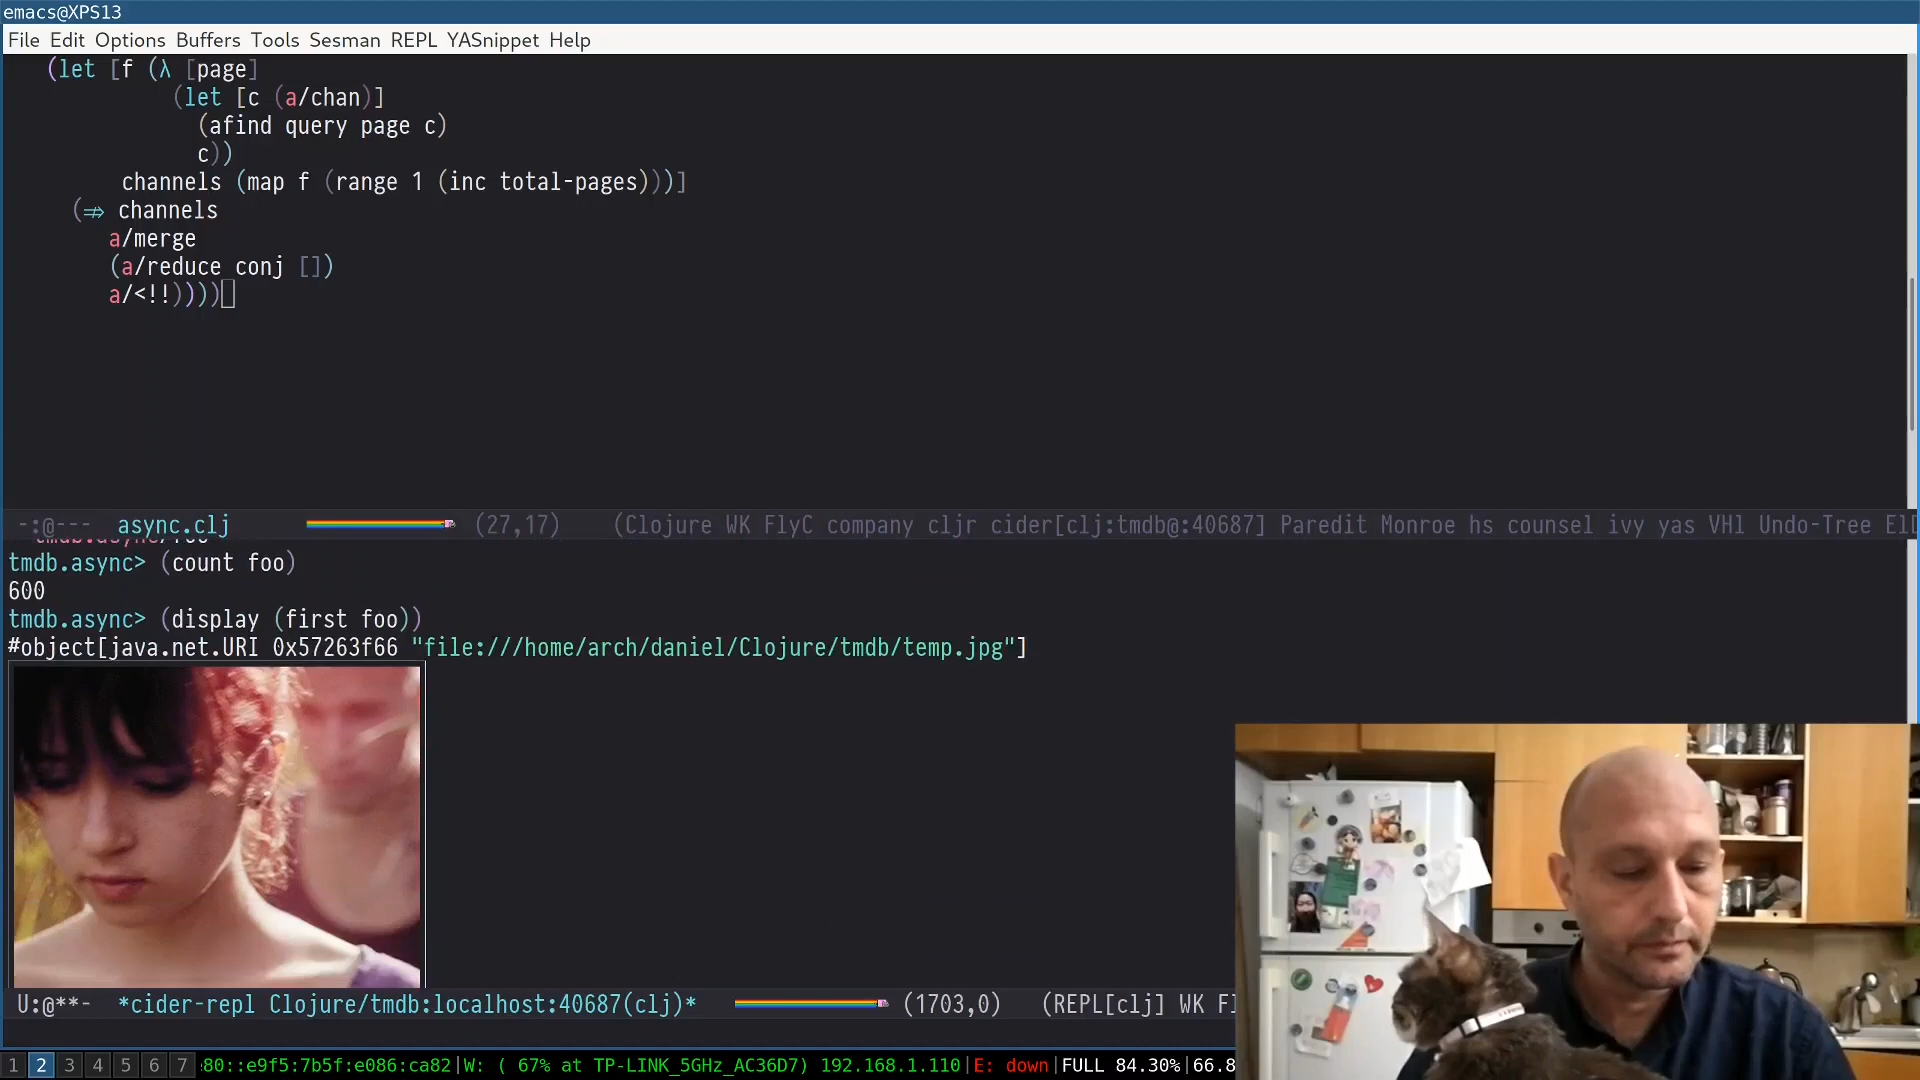 emacs@XPS13
File Edit Options Buffers Tools Sesman REPL YASnippet Help
(let [f (λ [page]
(let [c (a/chan)]
(afind query page c)
c))
channels (map f (range 1 (inc total-pages)))]
(⇏ channels
a/merge
(a/reduce conj [])
a/<!!))))
-:@--- async.clj (27,17) (Clojure WK FlyC company cljr cider[clj:tmdb@:40687] Paredit Monroe hs counsel ivy yas VHl Undo-Tree ElD
tmdb.async> (count foo)
600
tmdb.async> (display (first foo))
#object[java.net.URI 0x57263f66 "file:///home/arch/daniel/Clojure/tmdb/temp.jpg"]
U:@**- *cider-repl Clojure/tmdb:localhost:40687(clj)* (1703,0) (REPL[clj] WK Fl
1 2 3 4 5 6 7 :80::e9f5:7b5f:e086:ca82|W: ( 67% at TP-LINK_5GHz_AC36D7) 192.168.1.110|E: down|FULL 84.30%|66.8